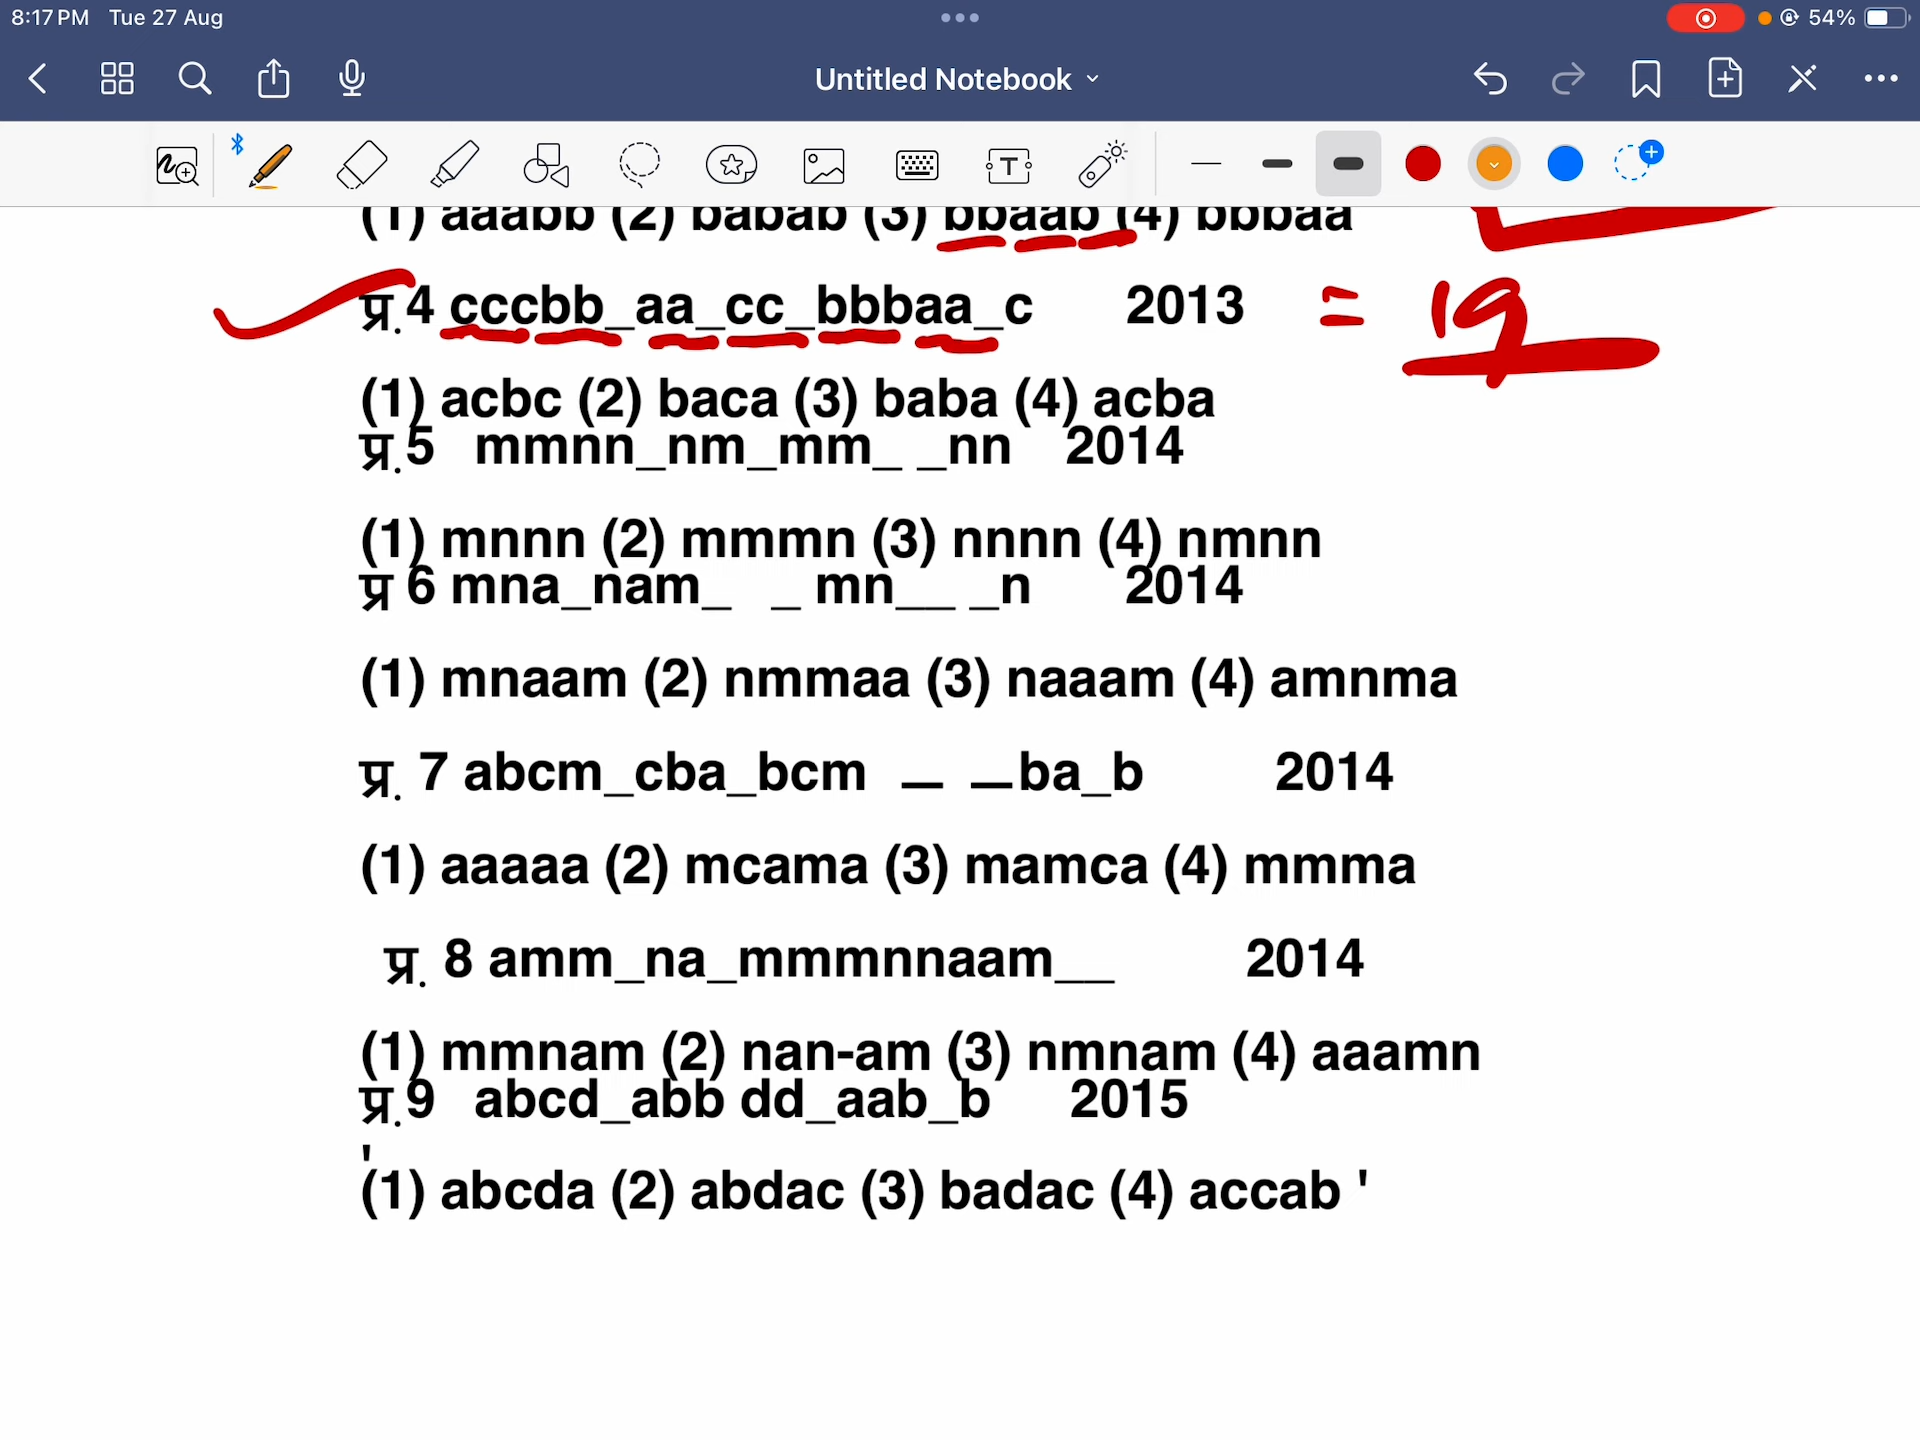 8:17 PM Tue 27 Aug 54%
Untitled Notebook
T
(1) aaabb (2) babab (3) bbaab (4) bbbaa
प्र.4 cccbb_aa_cc_bbbaa_c 2013 = 19
(1) acbc (2) baca (3) baba (4) acba
प्र.5 mmnn_nm_mm_ _nn 2014
(1) mnnn (2) mmmn (3) nnnn (4) nmnn
प्र 6 mna_nam_ _ mn__ _n 2014
(1) mnaam (2) nmmaa (3) naaam (4) amnma
प्र. 7 abcm_cba_bcm _ _ba_b 2014
(1) aaaaa (2) mcama (3) mamca (4) mmma
प्र. 8 amm_na_mmmnnaam__ 2014
(1) mmnam (2) nan-am (3) nmnam (4) aaamn
प्र.9 abcd_abb dd_aab_b 2015
'
(1) abcda (2) abdac (3) badac (4) accab '